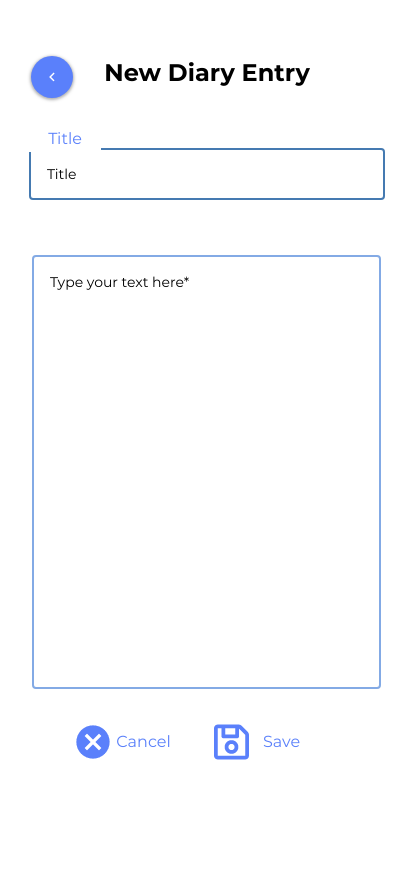 New Diary Entry
Title
Title
Type your text here*
Cancel
Save